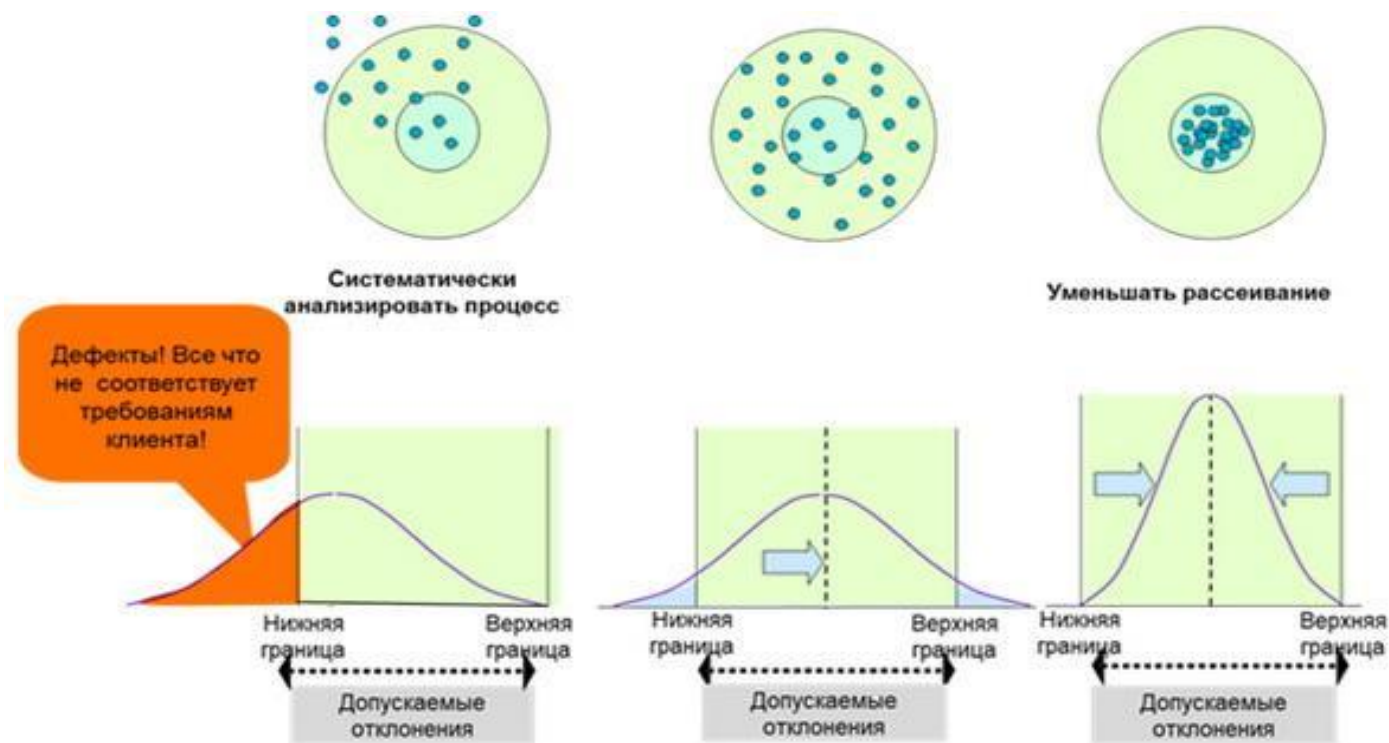 Систематически
анализировать процесс
Уменьшать рассеивание
Дефекты! Все что
не соответствует
требованиям
клиента!
Нижняя
граница
Верхняя
граница
Допускаемые
отклонения
Нижняя
граница
Верхняя
граница
Допускаемые
отклонения
Нижняя
граница
Верхняя
граница
Допускаемые
отклонения